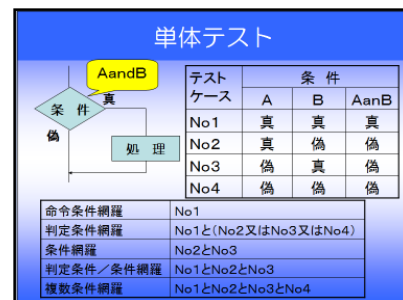 単体テスト
AandB
条 件
真
偽
処 理
テスト
ケース
条 件
A B AanB
No1 真 真 真
No2 真 偽 偽
No3 偽 真 偽
No4 偽 偽 偽
命令条件網羅 No1
判定条件網羅 No1と(No2又はNo3又はNo4)
条件網羅 No2とNo3
判定条件/条件網羅 No1とNo2とNo3
複数条件網羅 No1とNo2とNo3とNo4